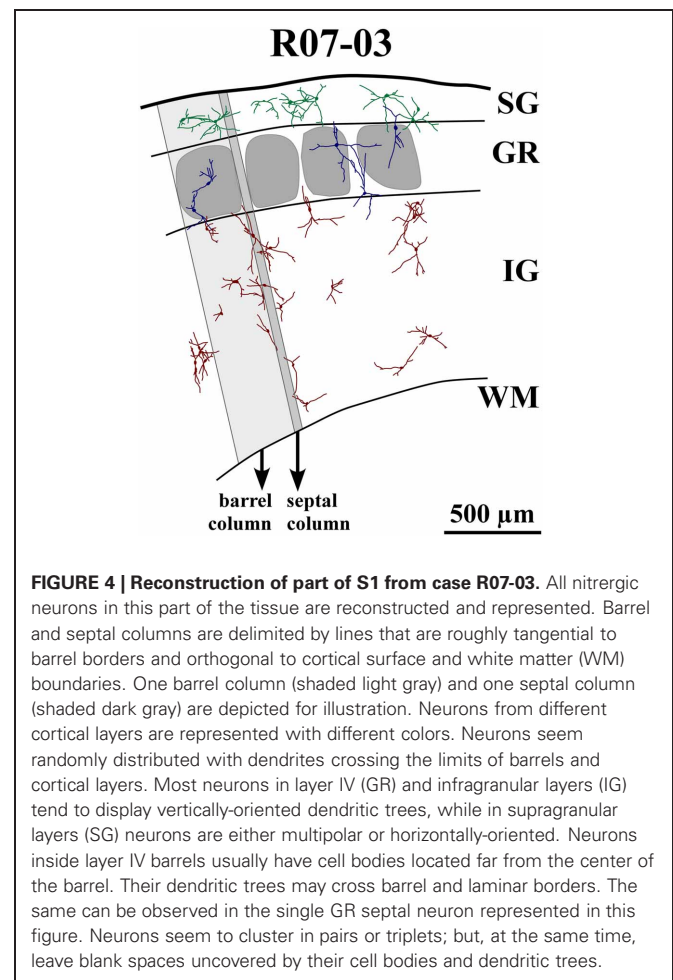 R07-03
SG
GR
IG
WM
barrel septal
column column
500 µm
FIGURE 4 | Reconstruction of part of S1 from case R07-03. All nitrergic
neurons in this part of the tissue are reconstructed and represented. Barrel
and septal columns are delimited by lines that are roughly tangential to
barrel borders and orthogonal to cortical surface and white matter (WM)
boundaries. One barrel column (shaded light gray) and one septal column
(shaded dark gray) are depicted for illustration. Neurons from different
cortical layers are represented with different colors. Neurons seem
randomly distributed with dendrites crossing the limits of barrels and
cortical layers. Most neurons in layer IV (GR) and infragranular layers (IG)
tend to display vertically-oriented dendritic trees, while in supragranular
layers (SG) neurons are either multipolar or horizontally-oriented. Neurons
inside layer IV barrels usually have cell bodies located far from the center of
the barrel. Their dendritic trees may cross barrel and laminar borders. The
same can be observed in the single GR septal neuron represented in this
figure. Neurons seem to cluster in pairs or triplets; but, at the same time,
leave blank spaces uncovered by their cell bodies and dendritic trees.